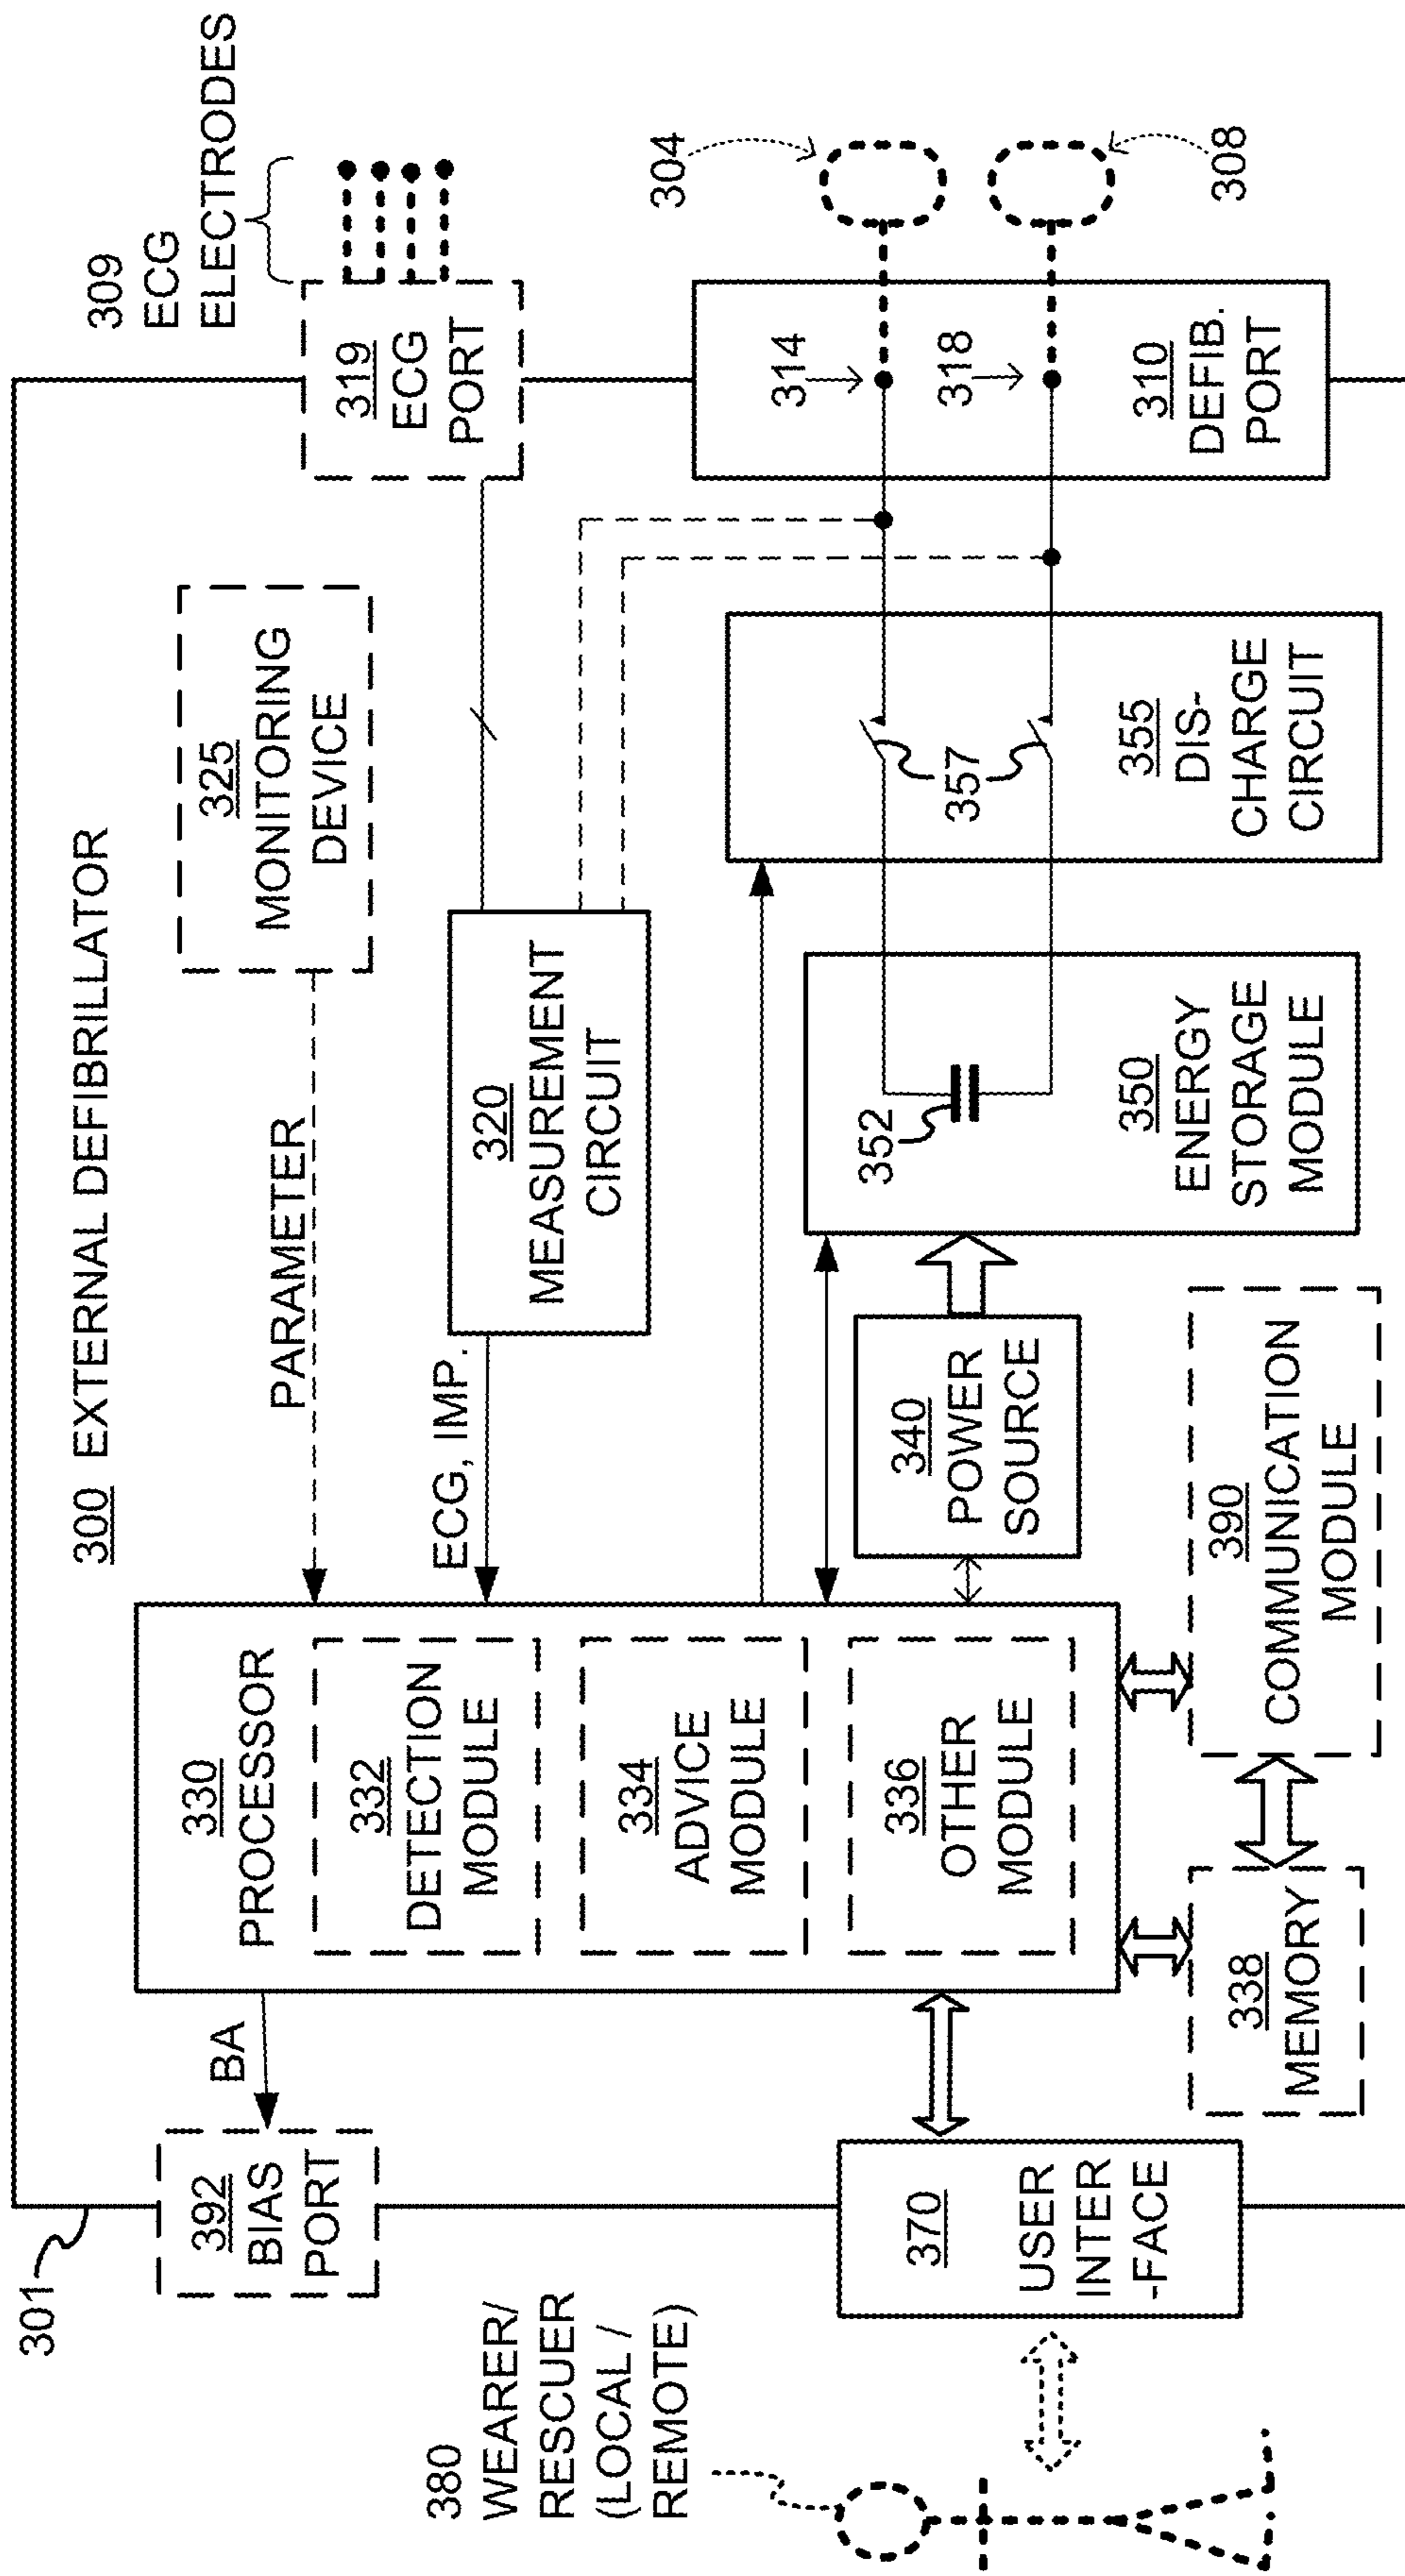 300 EXTERNAL DEFIBRILLATOR
301
309
ECG
ELECTRODES
392
BIAS
PORT
BA
330
PROCESSOR
332
DETECTION
MODULE
334
ADVICE
MODULE
336
OTHER
MODULE
PARAMETER
325
MONITORING
DEVICE
319
ECG
PORT
ECG, IMP.
320
MEASUREMENT
CIRCUIT
304
308
314
318
310
DEFIB.
PORT
380
WEARER/
RESCUER
(LOCAL /
REMOTE)
370
USER
INTER
-FACE
340
POWER
SOURCE
352
350
ENERGY
STORAGE
MODULE
357
355
DIS-
CHARGE
CIRCUIT
338
MEMORY
390
COMMUNICATION
MODULE